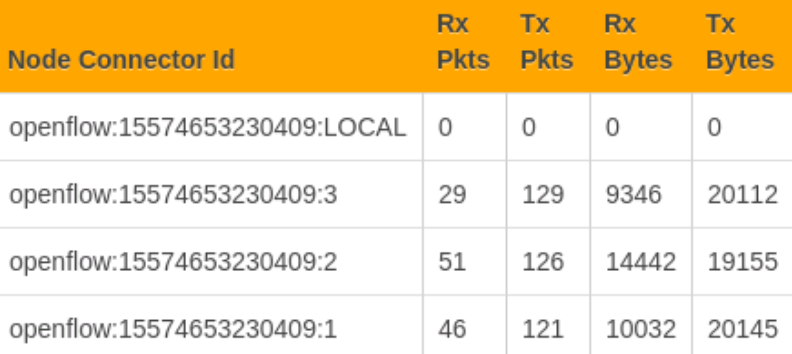 Node Connector Id Rx Pkts Tx Pkts Rx Bytes Tx Bytes
openflow:15574653230409:LOCAL 0 0 0 0
openflow:15574653230409:3 29 129 9346 20112
openflow:15574653230409:2 51 126 14442 19155
openflow:15574653230409:1 46 121 10032 20145